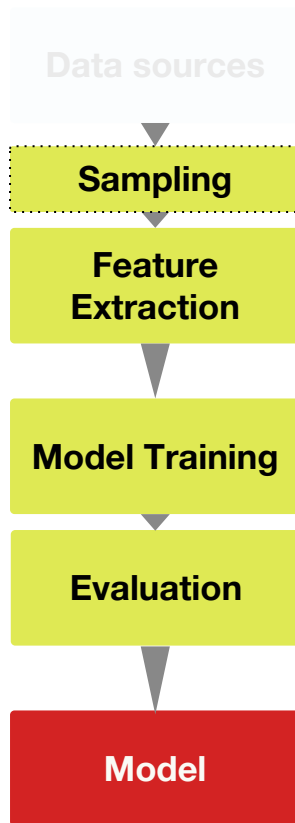 Data sources
Sampling
Feature
Extraction
Model Training
Evaluation
Model